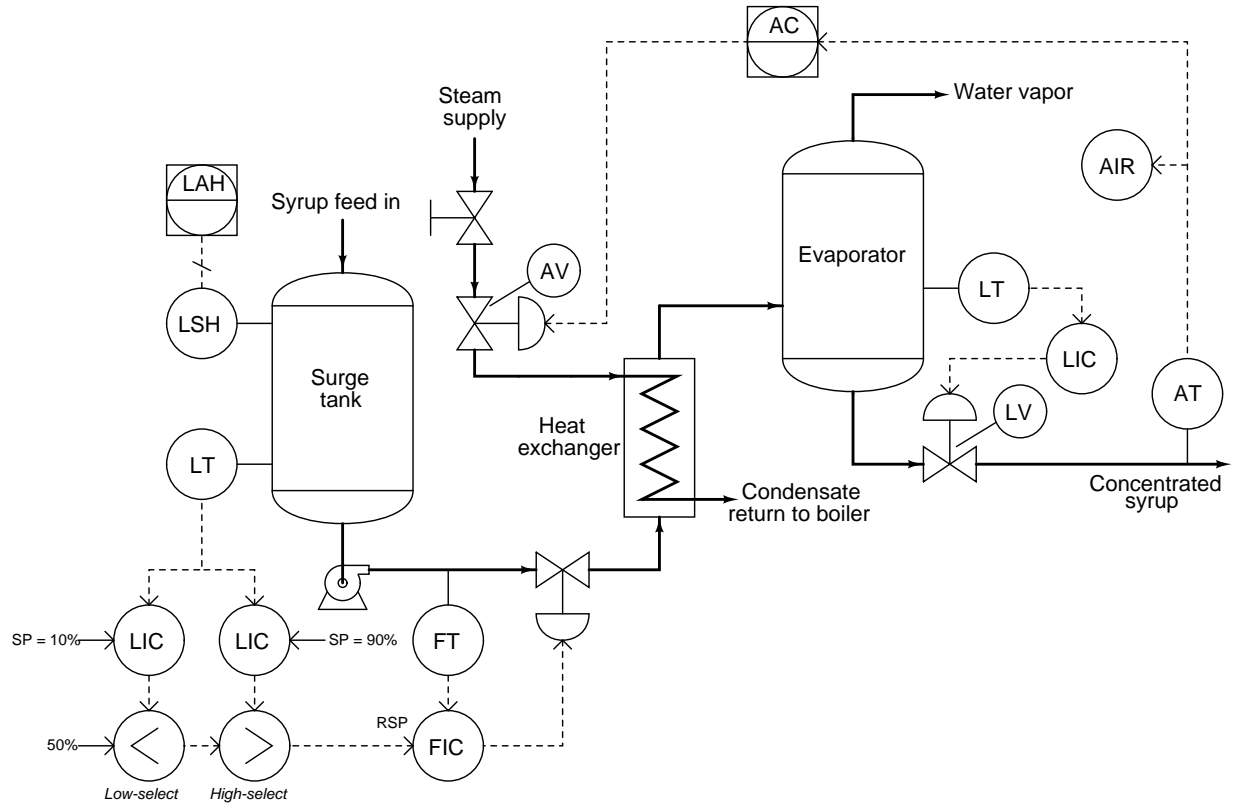 AC
Steam
supply
Water vapor
LAH
AIR
Syrup feed in
Evaporator
AV
LT
LSH
LIC
Surge
tank
AT
LV
Heat
exchanger
LT
Concentrated
syrup
Condensate
return to boiler
SP = 10%
LIC
LIC
SP = 90%
FT
RSP
50%
<
>
FIC
Low-select
High-select